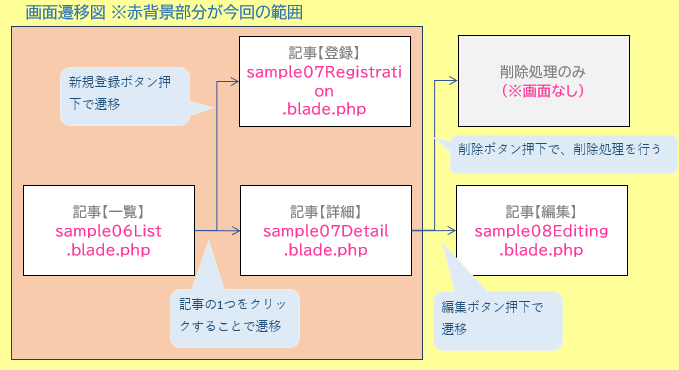 画面遷移図 ※赤背景部分が今回の範囲
記事【登録】
sample07Registrati
on
.blade.php
削除処理のみ
（※画面なし）
新規登録ボタン押
下で遷移
削除ボタン押下で、削除処理を行う
記事【一覧】
sample06List
.blade.php
記事【詳細】
sample07Detail
.blade.php
記事【編集】
sample08Editing
.blade.php
記事の1つをクリッ
クすることで遷移
編集ボタン押下で
遷移